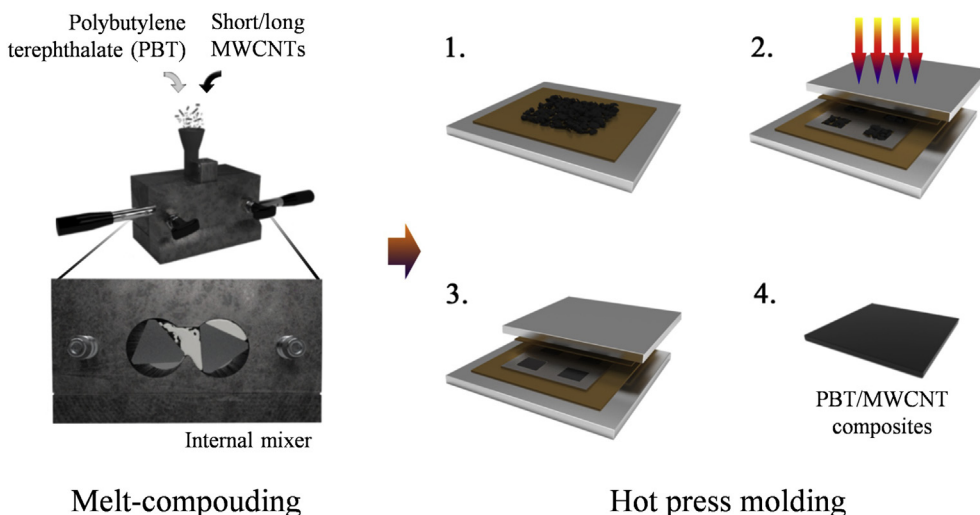 Polybutylene
terephthalate (PBT)
Short/long
MWCNTs
Internal mixer
Melt-compouding
1.
2.
3.
4.
PBT/MWCNT
composites
Hot press molding